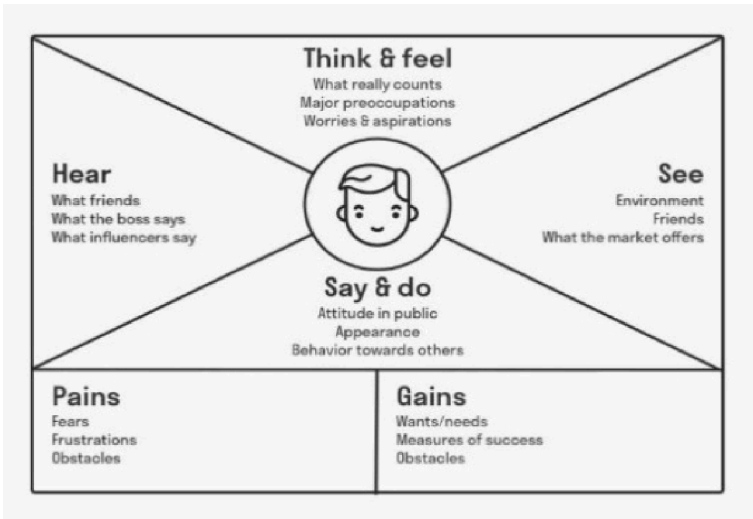 Think & feel
What really counts
Major preoccupations
Worries & aspirations
Hear
What friends
What the boss says
What influencers say
See
Environment
Friends
What the market offers
Say & do
Attitude in public
Appearance
Behavior towards others
Pains
Fears
Frustrations
Obstacles
Gains
Wants/needs
Measures of success
Obstacles